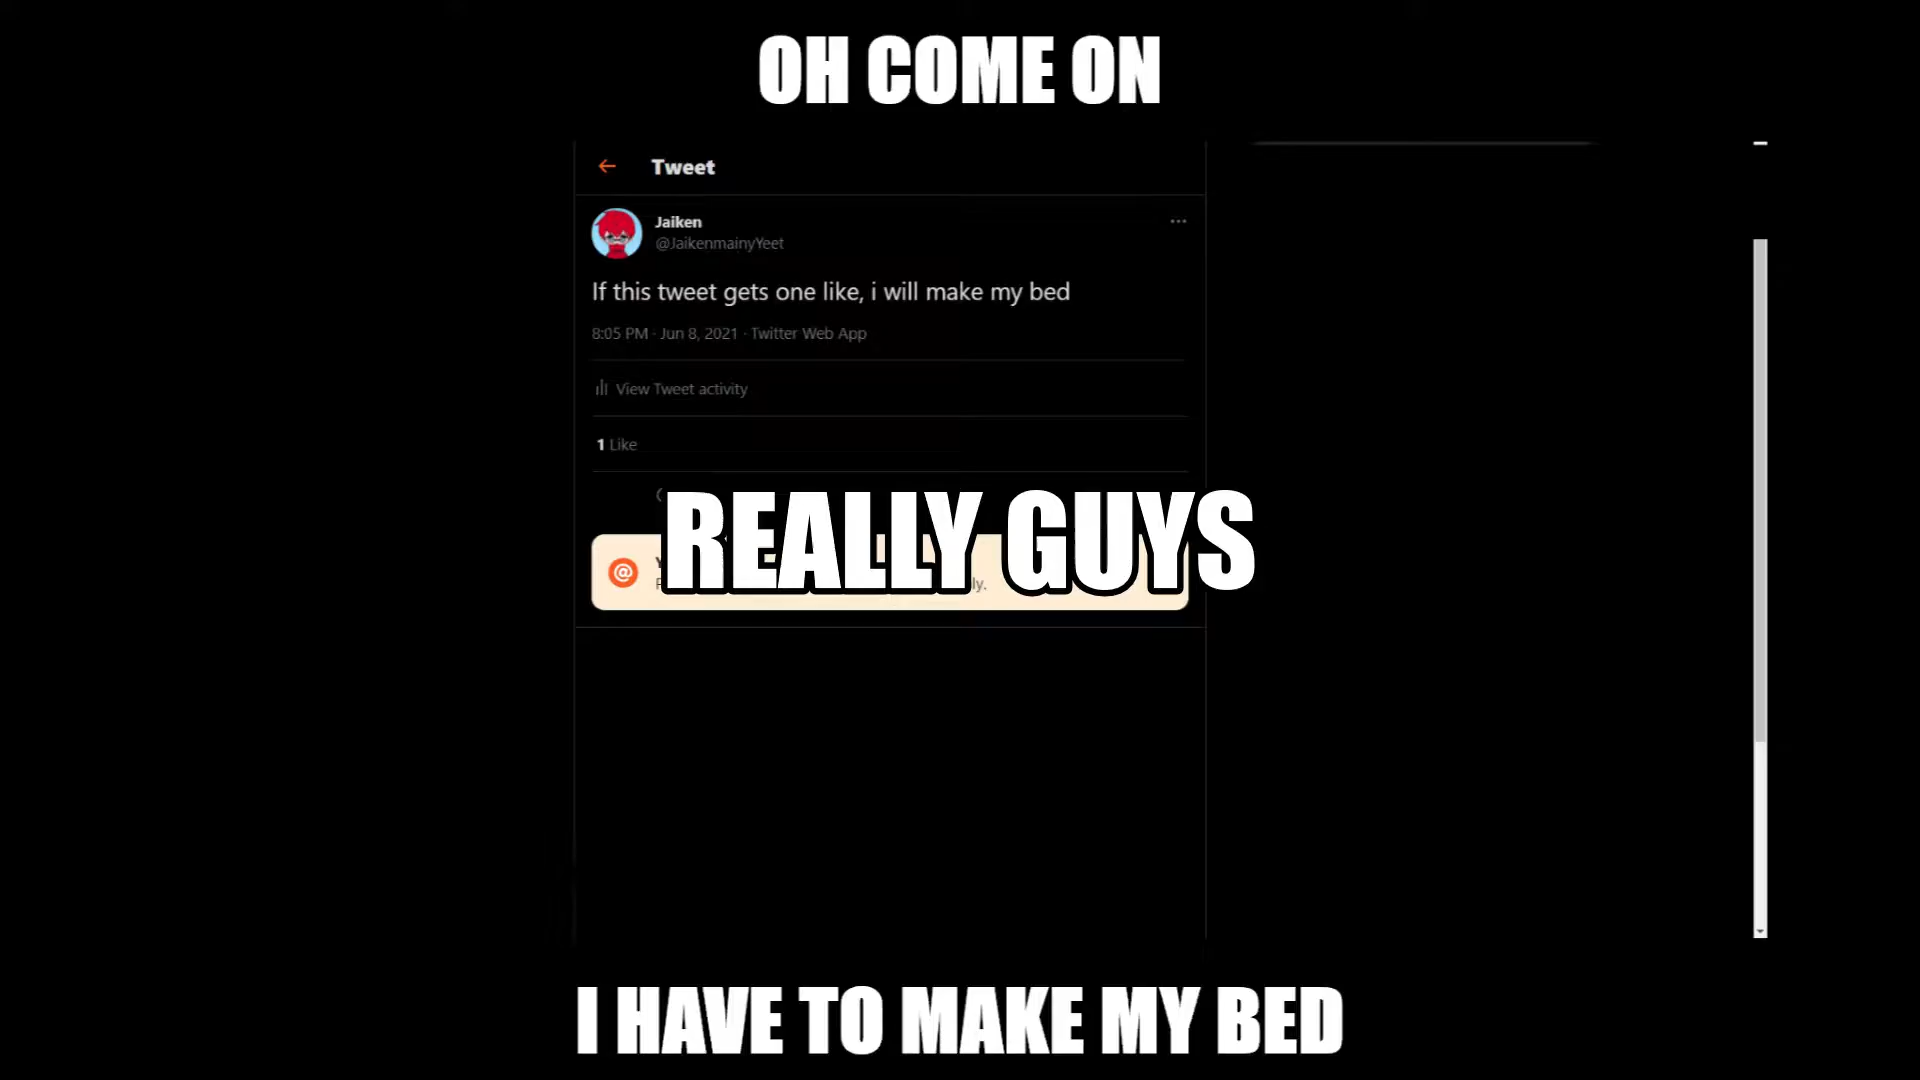 OH COME ON
Tweet
Jaiken
@JaikenmainyYeet
If this tweet gets one like, i will make my bed
8:05 PM · Jun 8, 2021 · Twitter Web App
View Tweet activity
1 Like
REALLY GUYS
I HAVE TO MAKE MY BED